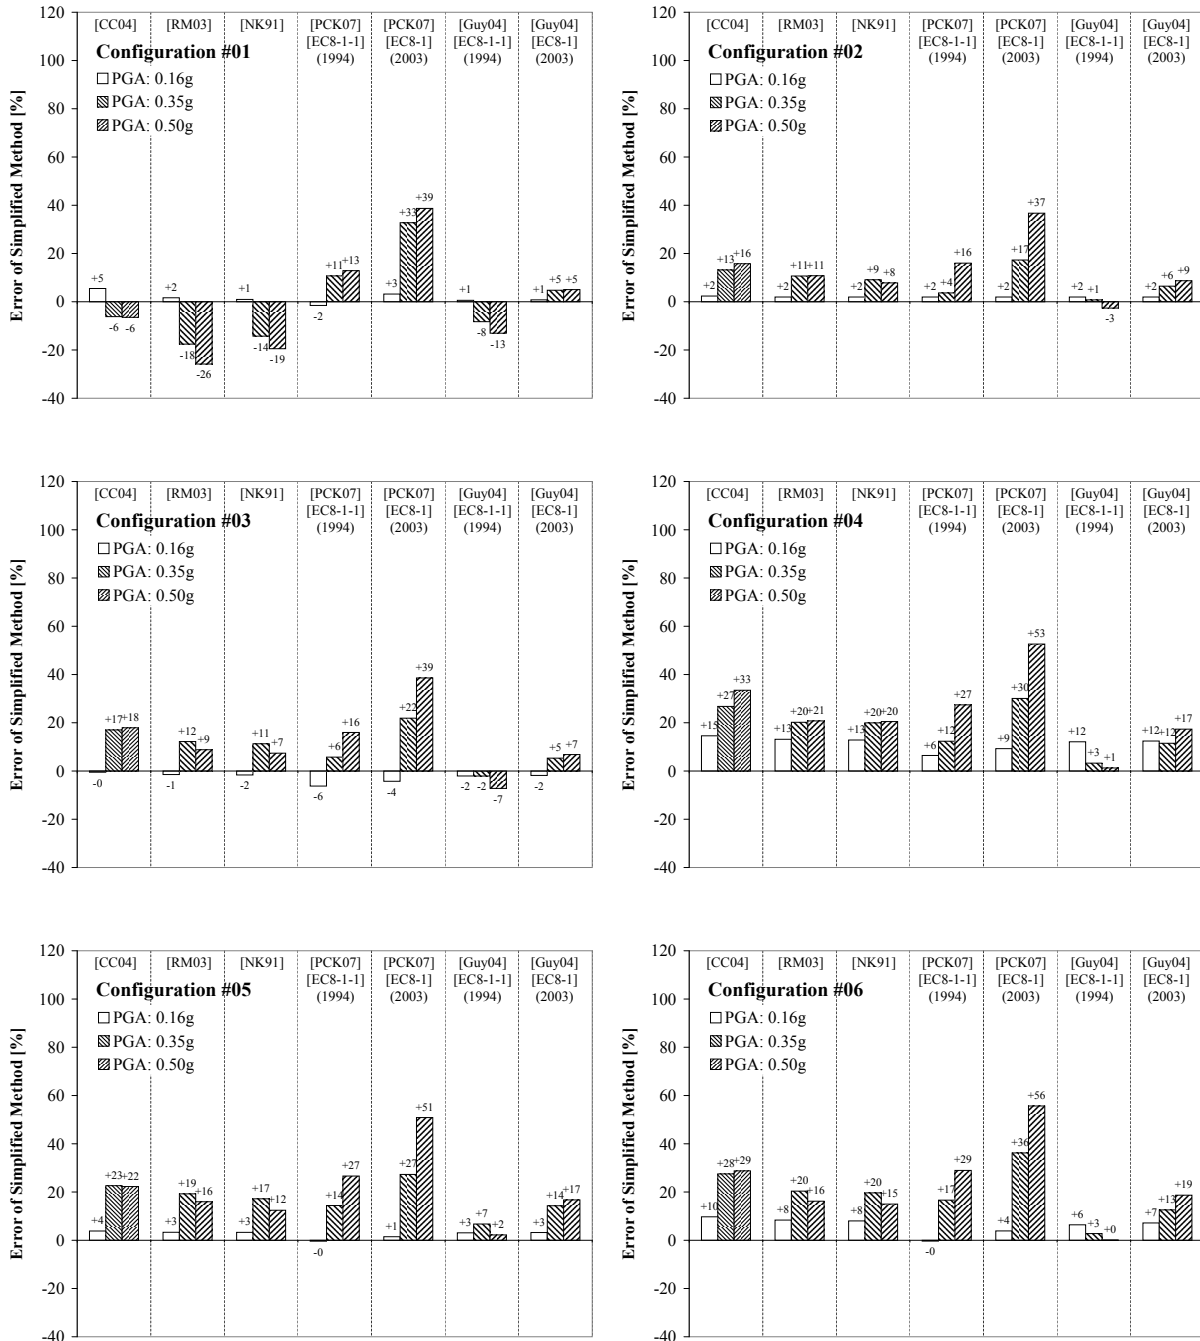 [CC04] [RM03] [NK91] [PCK07] [PCK07] [Guy04] [Guy04]
[EC8-1-1] [EC8-1] [EC8-1-1] [EC8-1]
(1994) (2003) (1994) (2003)
Configuration #01
PGA: 0.16g
PGA: 0.35g
PGA: 0.50g
Error of Simplified Method [%]
120
100
80
60
40
20
0
-20
-40
+5 -6 -6 +2 -18 -26 +1 -14 -19 -2 +11 +13 +3 +33 +39 +1 -8 -13 +1 +5 +5
[CC04] [RM03] [NK91] [PCK07] [PCK07] [Guy04] [Guy04]
[EC8-1-1] [EC8-1] [EC8-1-1] [EC8-1]
(1994) (2003) (1994) (2003)
Configuration #02
PGA: 0.16g
PGA: 0.35g
PGA: 0.50g
Error of Simplified Method [%]
120
100
80
60
40
20
0
-20
-40
+2 +13 +16 +2 +11 +11 +2 +9 +8 +2 +4 +16 +2 +17 +37 +2 +1 -3 +2 +6 +9
[CC04] [RM03] [NK91] [PCK07] [PCK07] [Guy04] [Guy04]
[EC8-1-1] [EC8-1] [EC8-1-1] [EC8-1]
(1994) (2003) (1994) (2003)
Configuration #03
PGA: 0.16g
PGA: 0.35g
PGA: 0.50g
Error of Simplified Method [%]
120
100
80
60
40
20
0
-20
-40
-0 +17 +18 -1 +12 +9 -2 +11 +7 -6 +6 +16 -4 +22 +39 -2 -2 -7 -2 +5 +7
[CC04] [RM03] [NK91] [PCK07] [PCK07] [Guy04] [Guy04]
[EC8-1-1] [EC8-1] [EC8-1-1] [EC8-1]
(1994) (2003) (1994) (2003)
Configuration #04
PGA: 0.16g
PGA: 0.35g
PGA: 0.50g
Error of Simplified Method [%]
120
100
80
60
40
20
0
-20
-40
+15 +27 +33 +13 +20 +21 +13 +20 +20 +6 +12 +27 +9 +30 +53 +12 +3 +1 +12 +12 +17
[CC04] [RM03] [NK91] [PCK07] [PCK07] [Guy04] [Guy04]
[EC8-1-1] [EC8-1] [EC8-1-1] [EC8-1]
(1994) (2003) (1994) (2003)
Configuration #05
PGA: 0.16g
PGA: 0.35g
PGA: 0.50g
Error of Simplified Method [%]
120
100
80
60
40
20
0
-20
-40
+4 +23 +22 +3 +19 +16 +3 +17 +12 -0 +14 +27 +1 +27 +51 +3 +7 +2 +3 +14 +17
[CC04] [RM03] [NK91] [PCK07] [PCK07] [Guy04] [Guy04]
[EC8-1-1] [EC8-1] [EC8-1-1] [EC8-1]
(1994) (2003) (1994) (2003)
Configuration #06
PGA: 0.16g
PGA: 0.35g
PGA: 0.50g
Error of Simplified Method [%]
120
100
80
60
40
20
0
-20
-40
+10 +28 +29 +8 +20 +16 +8 +20 +15 -0 +17 +29 +4 +36 +56 +6 +3 +0 +7 +13 +19